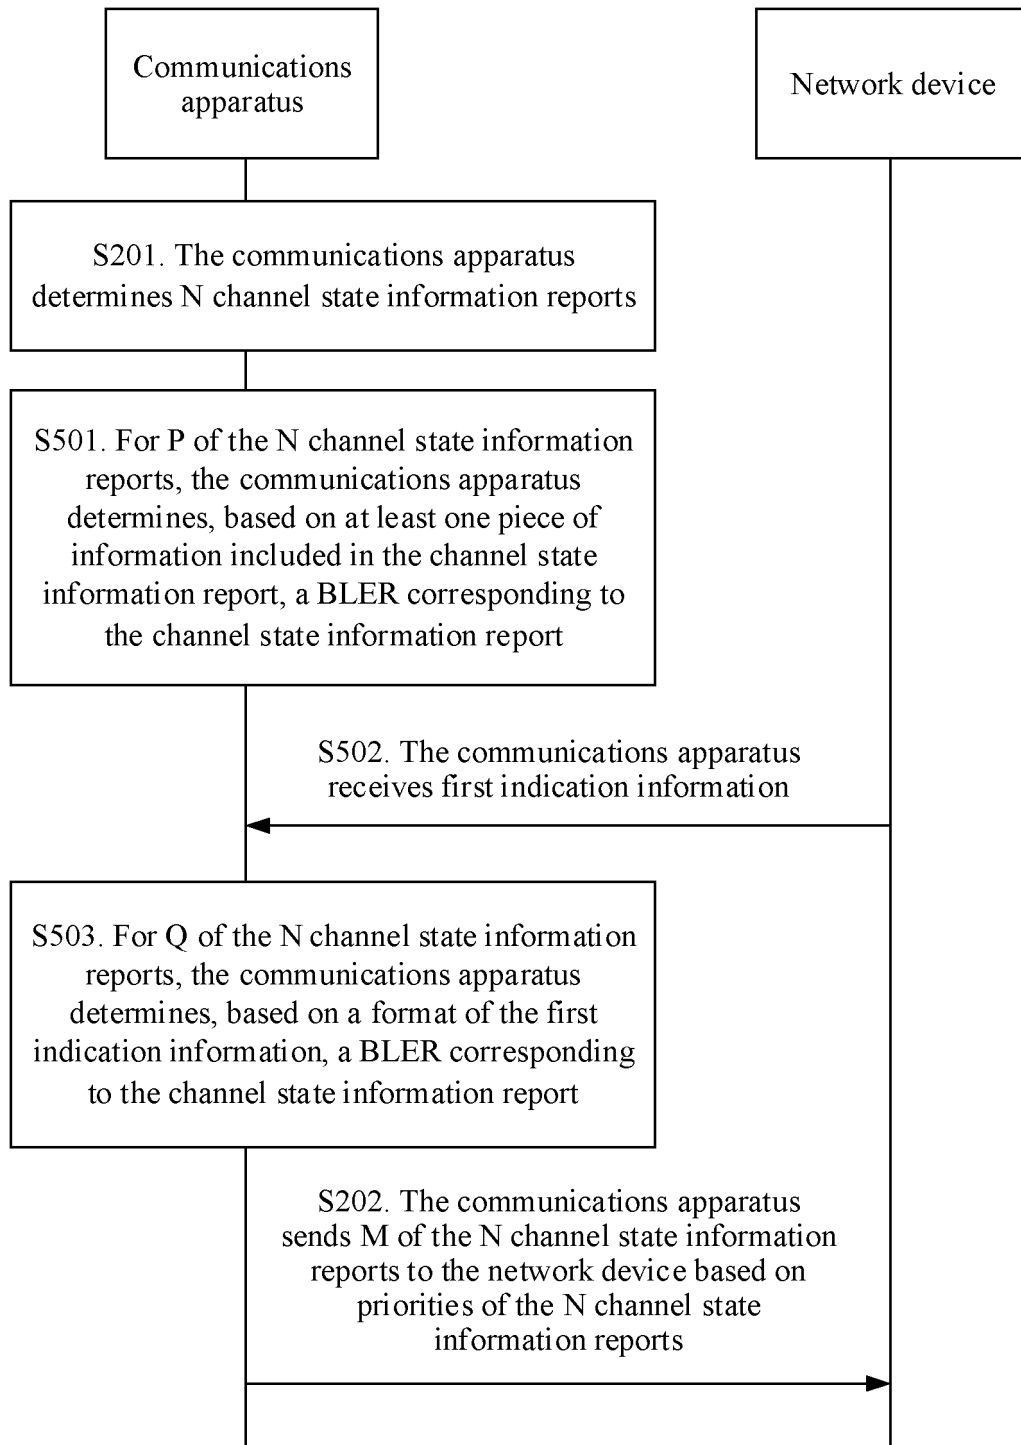 Communications
apparatus
Network device
S201. The communications apparatus
determines N channel state information reports
S501. For P of the N channel state information
reports, the communications apparatus
determines, based on at least one piece of
information included in the channel state
information report, a BLER corresponding to
the channel state information report
S502. The communications apparatus
receives first indication information
S503. For Q of the N channel state information
reports, the communications apparatus
determines, based on a format of the first
indication information, a BLER corresponding
to the channel state information report
S202. The communications apparatus
sends M of the N channel state information
reports to the network device based on
priorities of the N channel state
information reports